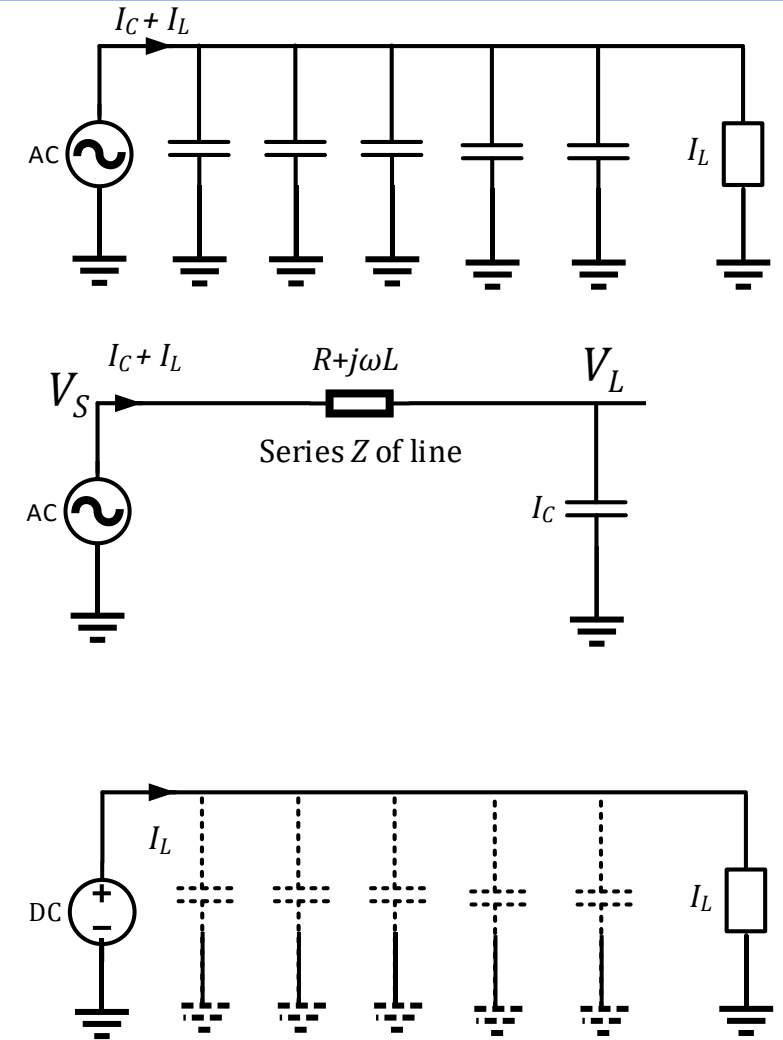 I_C + I_L
AC
I_L
I_C + I_L
R+jωL
V_L
V_S
Series Z of line
AC
I_C
I_L
DC
+
−
I_L